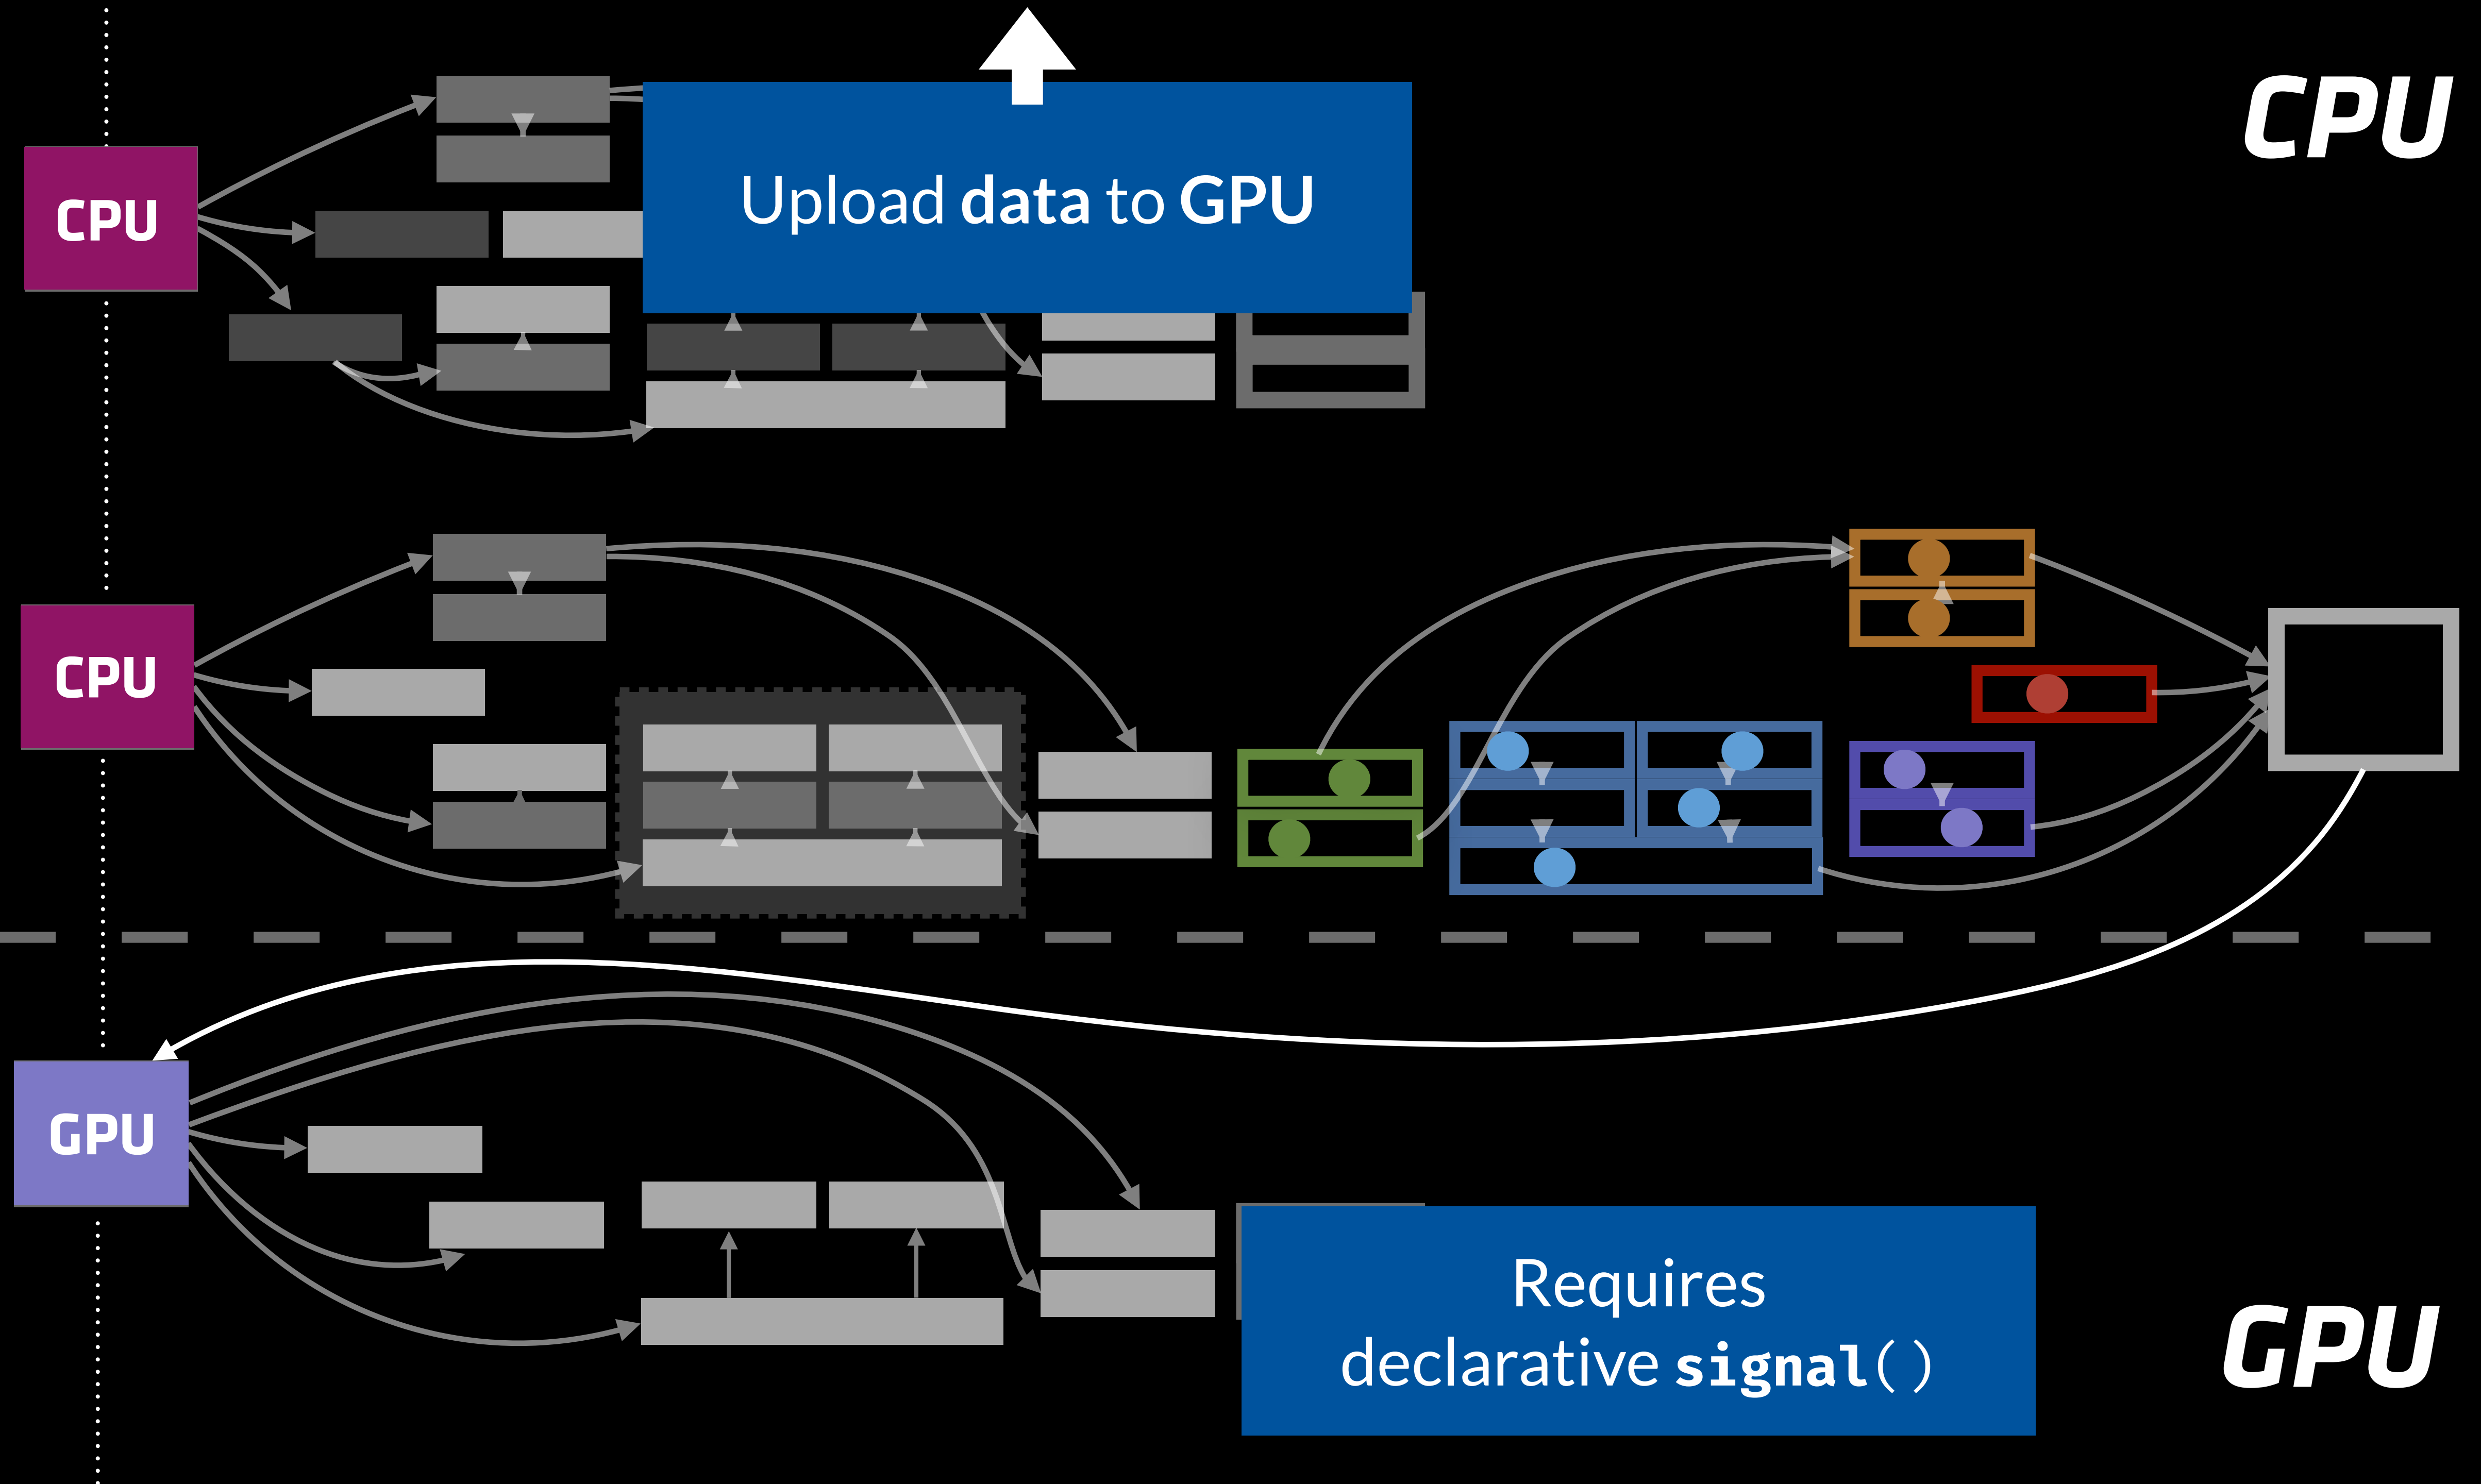 CPU
CPU
Upload data to GPU
CPU
GPU
Requires
declarative signal()
GPU